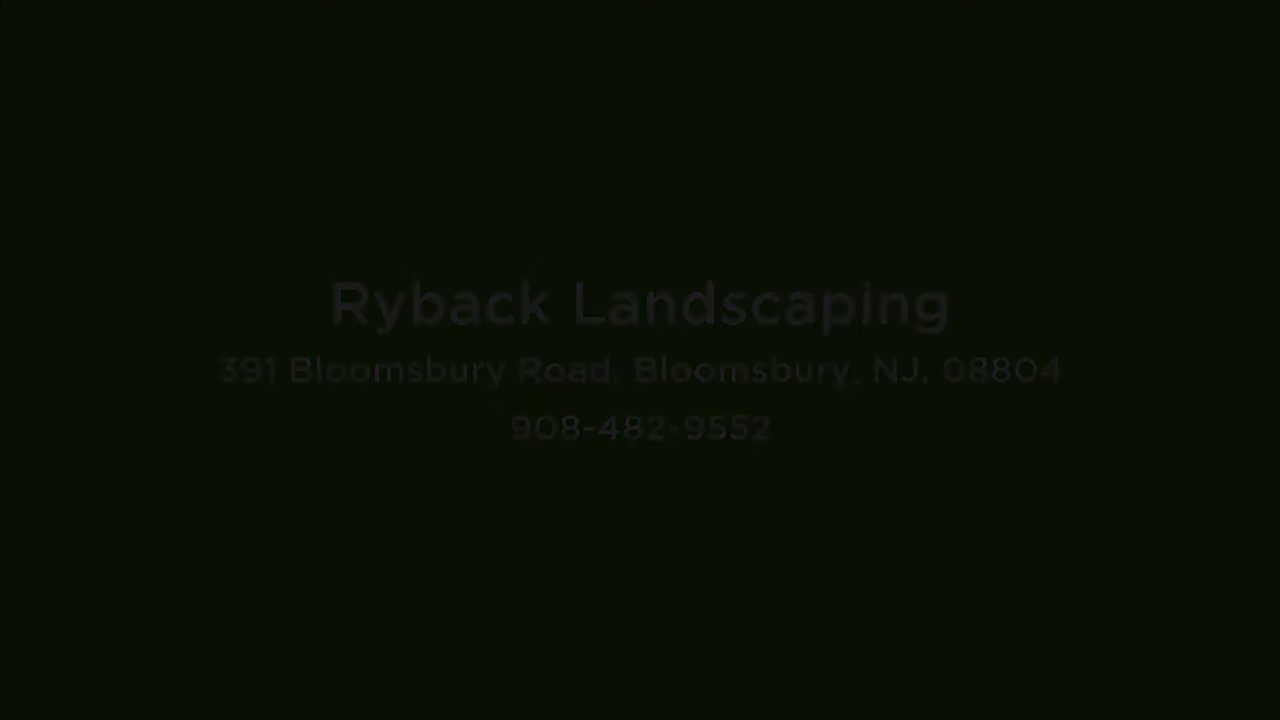 Ryback Landscaping
391 Bloomsbury Road, Bloomsbury, NJ, 08804
908-482-9552